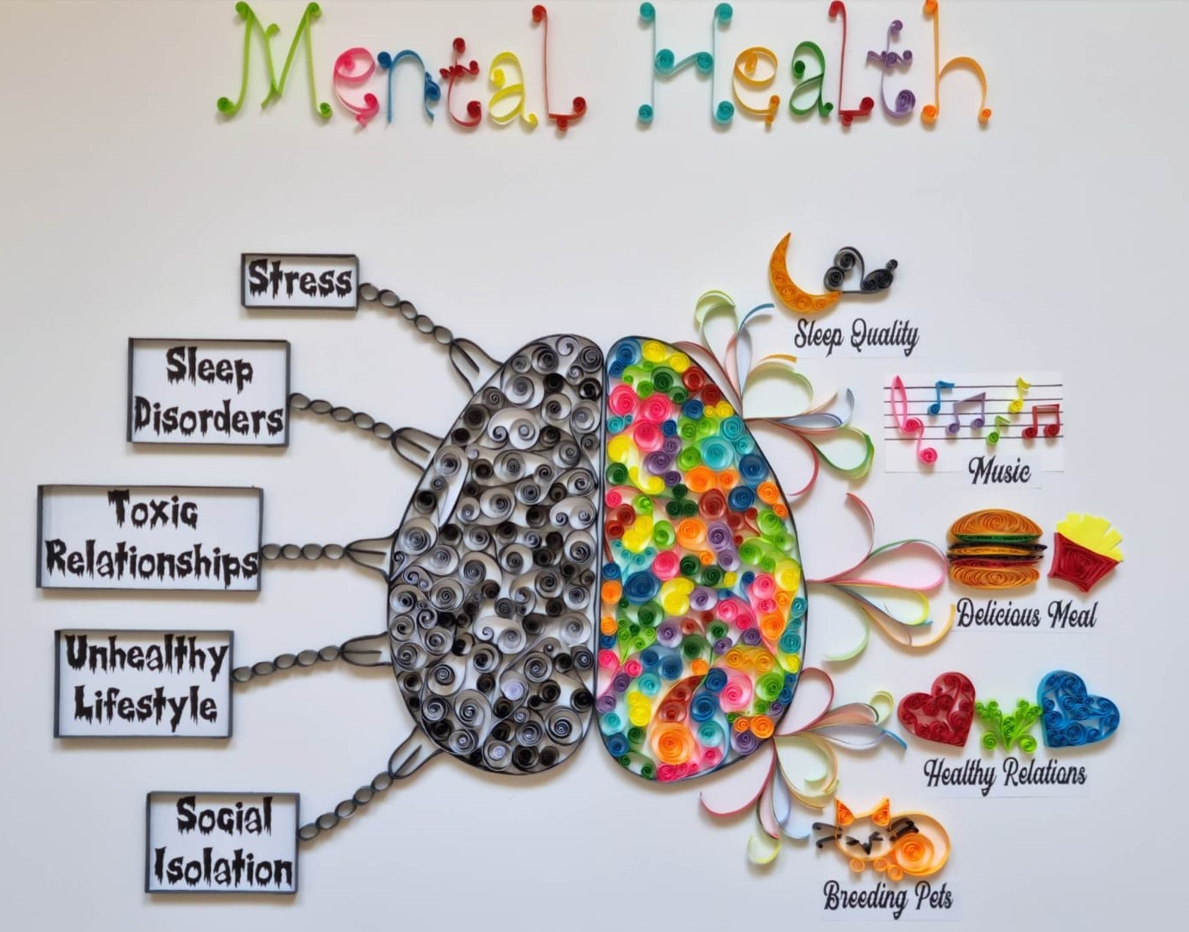 Mental Health
Stress
Sleep
Disorders
Toxic
Relationships
Unhealthy
Lifestyle
Social
Isolation
Sleep Quality
Music
Delicious Meal
Healthy Relations
Breeding Pets